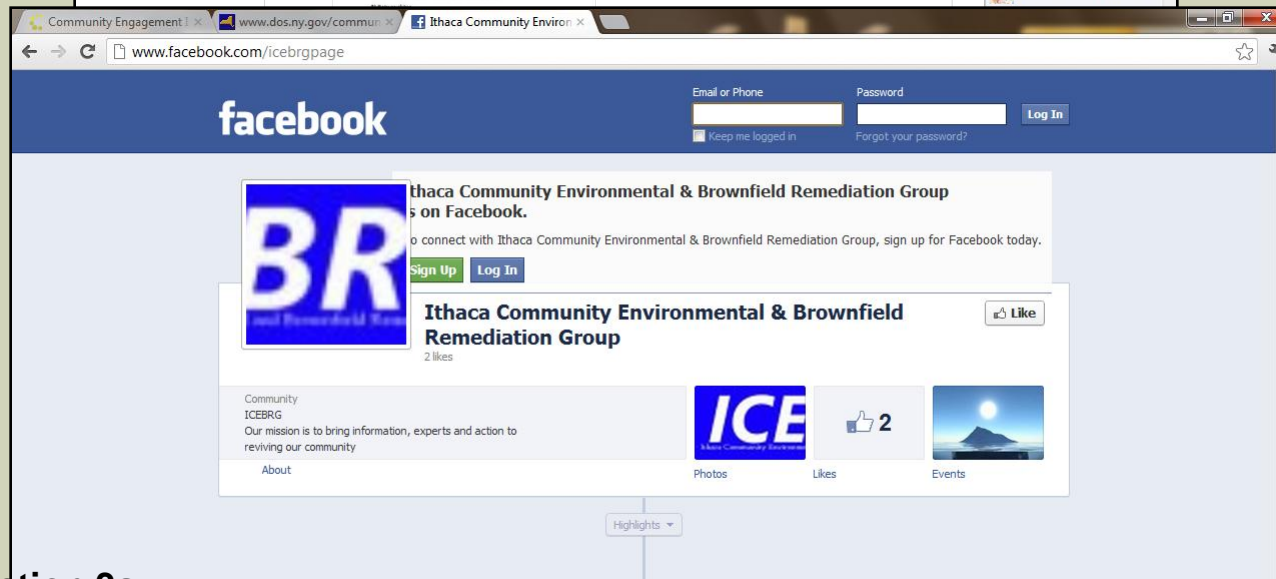 Community Engagement
www.dos.ny.gov/commun
Ithaca Community Environ
www.facebook.com/icebrgpage
facebook
Email or Phone
Password
Log In
Keep me logged in
Forgot your password?
thaca Community Environmental & Brownfield Remediation Group
s on Facebook.
o connect with Ithaca Community Environmental & Brownfield Remediation Group, sign up for Facebook today.
Sign Up
Log In
BR
Ithaca Community Environmental & Brownfield
Remediation Group
Like
2 likes
Community
ICEBRG
Our mission is to bring information, experts and action to
reviving our community
About
ICE
2
Photos
Likes
Events
Highlights